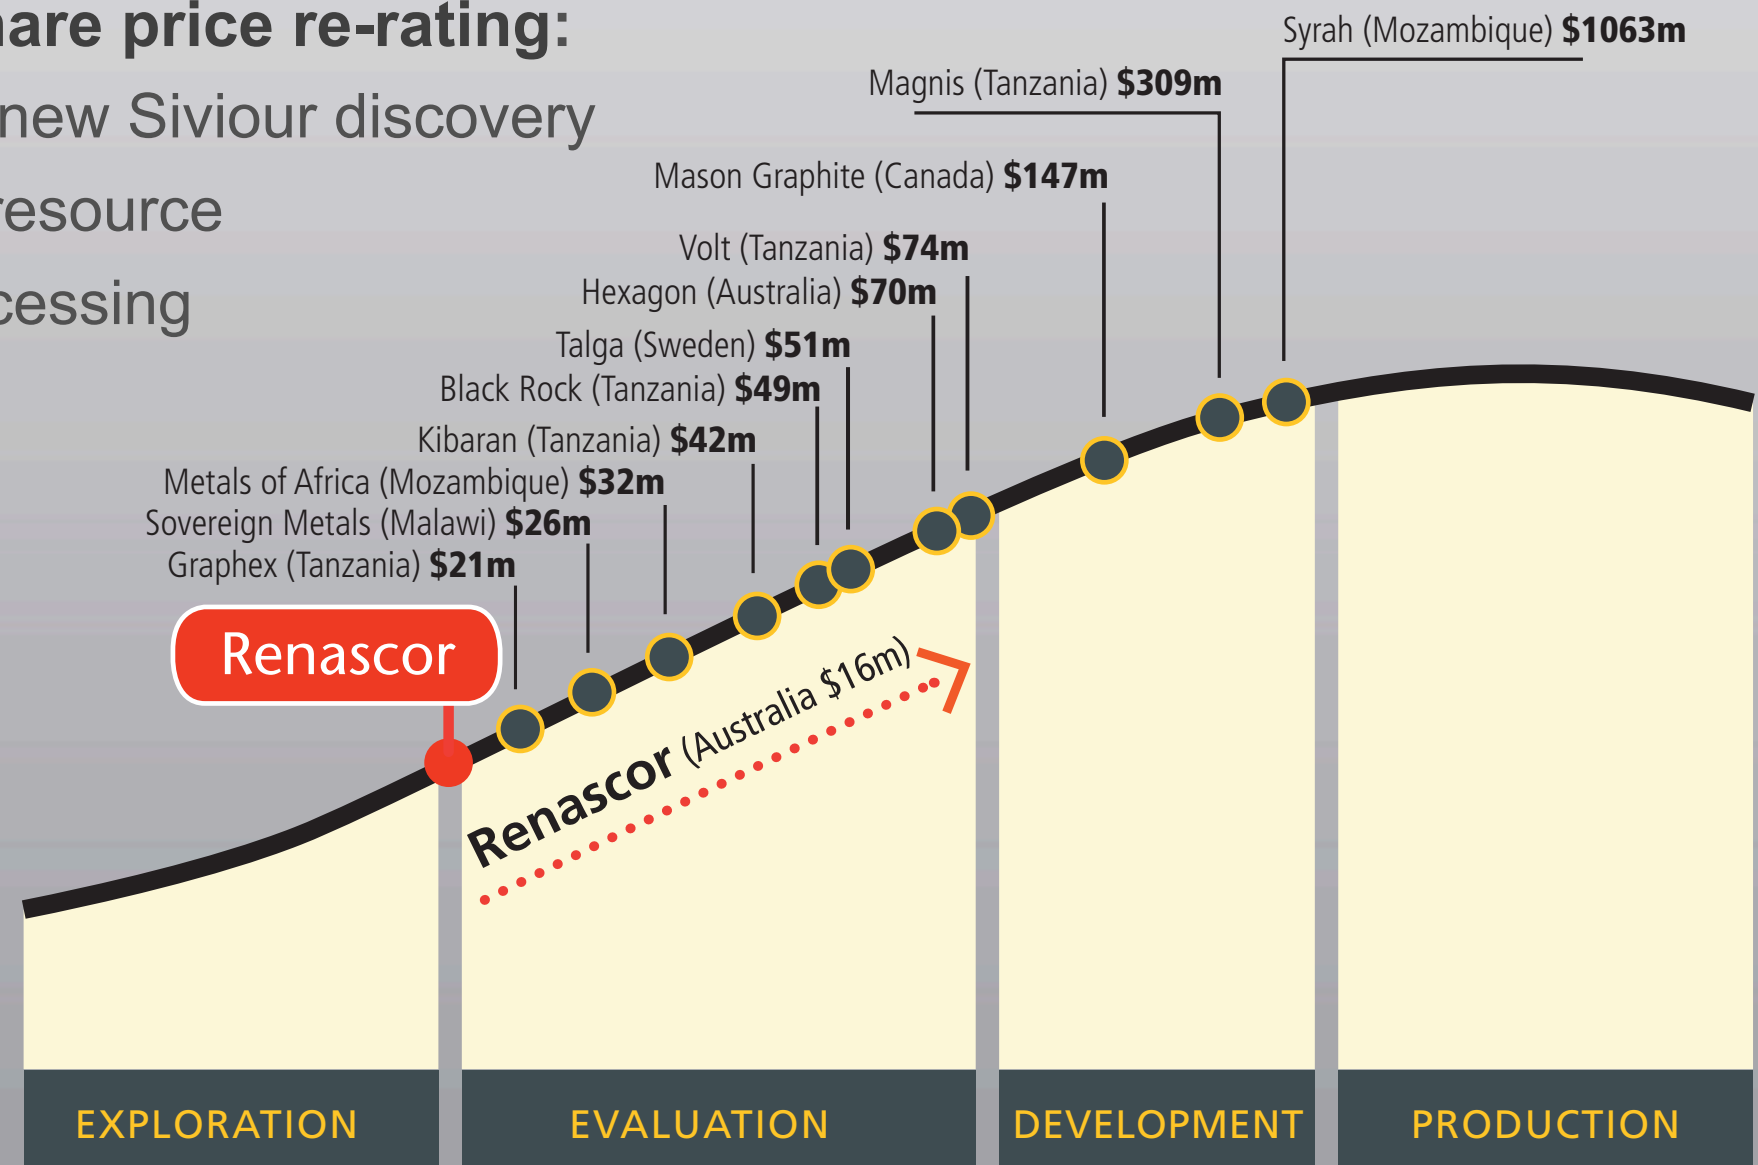 are price re-rating:
new Siviour discovery
resource
cessing
Syrah (Mozambique) $1063m
Magnis (Tanzania) $309m
Mason Graphite (Canada) $147m
Volt (Tanzania) $74m
Hexagon (Australia) $70m
Talga (Sweden) $51m
Black Rock (Tanzania) $49m
Kibaran (Tanzania) $42m
Metals of Africa (Mozambique) $32m
Sovereign Metals (Malawi) $26m
Graphex (Tanzania) $21m
Renascor
Renascor (Australia $16m)
EXPLORATION
EVALUATION
DEVELOPMENT
PRODUCTION